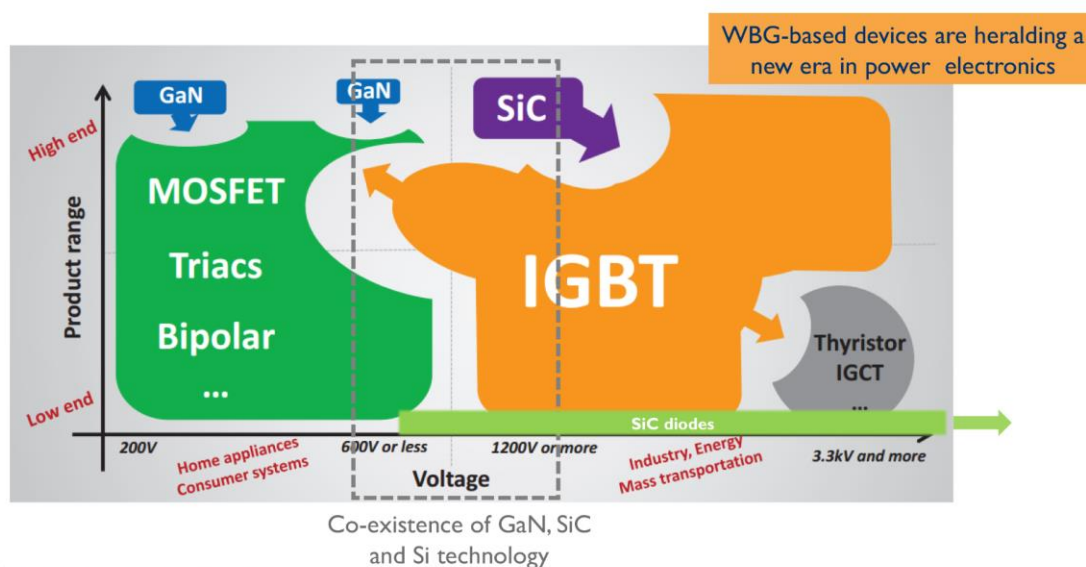 WBG-based devices are heralding a
new era in power electronics
GaN
GaN
SiC
High end
Product range
Low end
MOSFET
Triacs
Bipolar
...
IGBT
Thyristor
IGCT
...
SiC diodes
200V
600V or less
1200V or more
3.3kV and more
Home appliances
Consumer systems
Voltage
Industry, Energy
Mass transportation
Co-existence of GaN, SiC
and Si technology